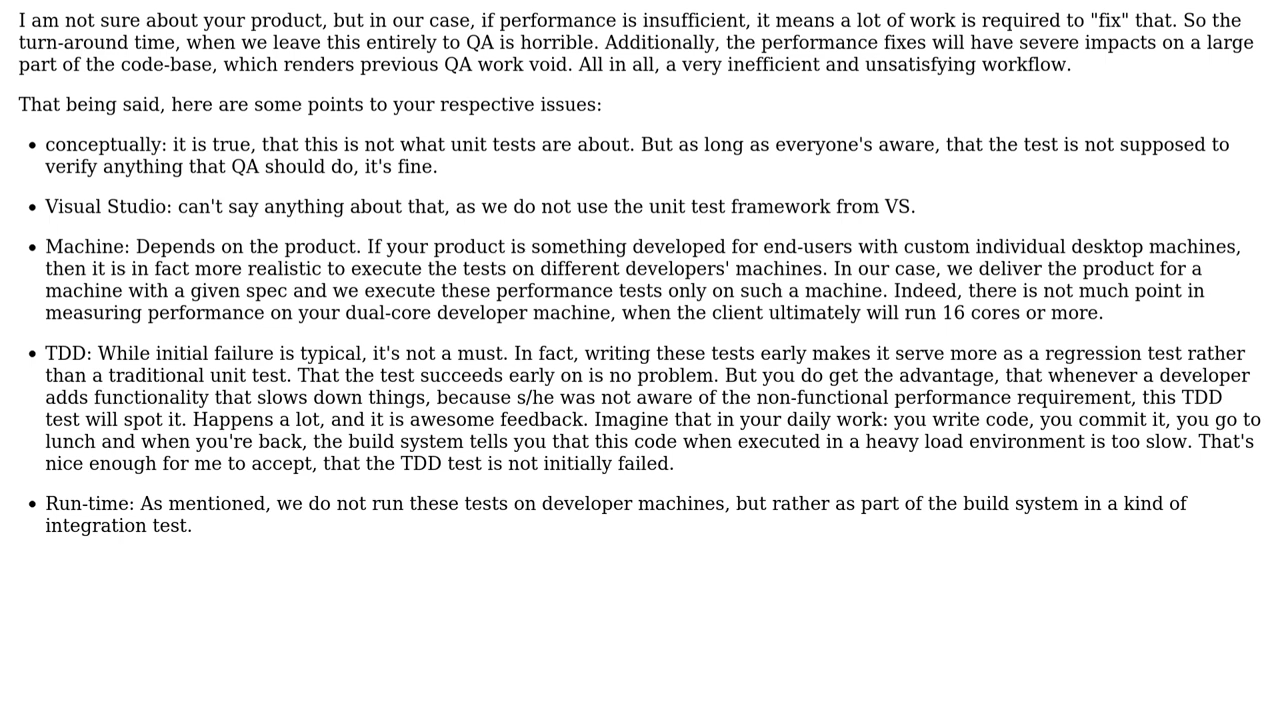 I am not sure about your product, but in our case, if performance is insufficient, it means a lot of work is required to "fix" that. So the
turn-around time, when we leave this entirely to QA is horrible. Additionally, the performance fixes will have severe impacts on a large
part of the code-base, which renders previous QA work void. All in all, a very inefficient and unsatisfying workflow.
That being said, here are some points to your respective issues:
• conceptually: it is true, that this is not what unit tests are about. But as long as everyone's aware, that the test is not supposed to
verify anything that QA should do, it's fine.
• Visual Studio: can't say anything about that, as we do not use the unit test framework from VS.
• Machine: Depends on the product. If your product is something developed for end-users with custom individual desktop machines,
then it is in fact more realistic to execute the tests on different developers' machines. In our case, we deliver the product for a
machine with a given spec and we execute these performance tests only on such a machine. Indeed, there is not much point in
measuring performance on your dual-core developer machine, when the client ultimately will run 16 cores or more.
• TDD: While initial failure is typical, it's not a must. In fact, writing these tests early makes it serve more as a regression test rather
than a traditional unit test. That the test succeeds early on is no problem. But you do get the advantage, that whenever a developer
adds functionality that slows down things, because s/he was not aware of the non-functional performance requirement, this TDD
test will spot it. Happens a lot, and it is awesome feedback. Imagine that in your daily work: you write code, you commit it, you go to
lunch and when you're back, the build system tells you that this code when executed in a heavy load environment is too slow. That's
nice enough for me to accept, that the TDD test is not initially failed.
• Run-time: As mentioned, we do not run these tests on developer machines, but rather as part of the build system in a kind of
integration test.